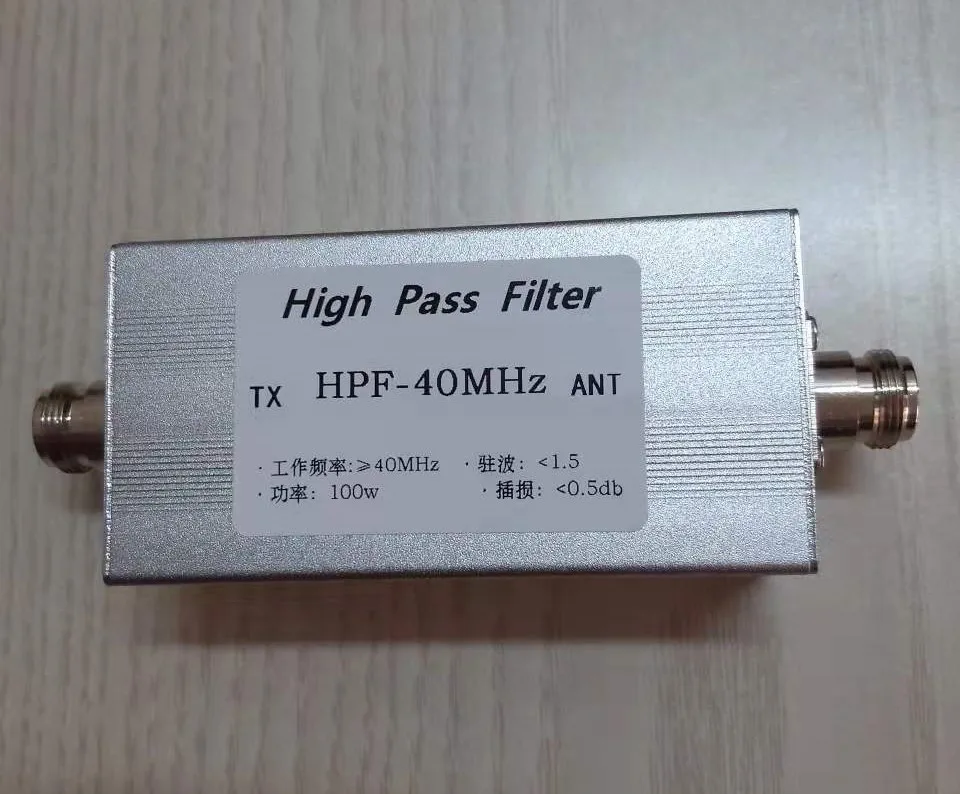 High Pass Filter
TX HPF-40MHz ANT
·工作频率:≥40MHz ·驻波: <1.5
·功率: 100w ·插损: <0.5db